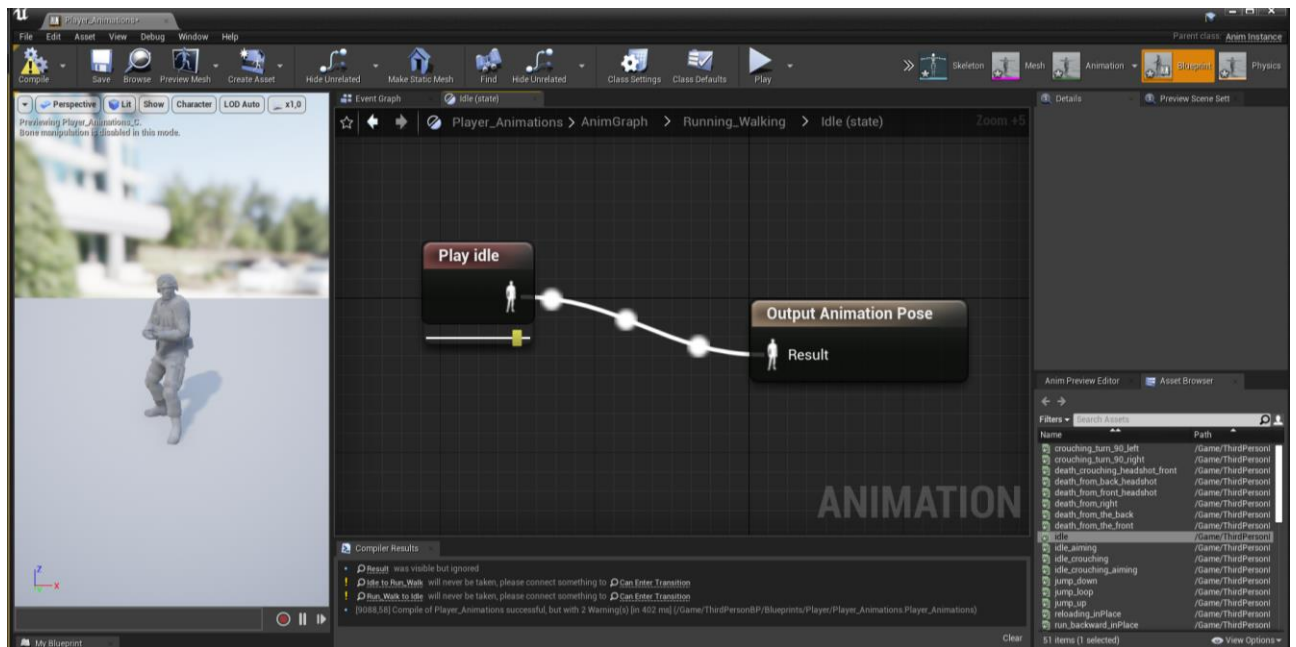 Player_Animations*
File Edit Asset View Debug Window Help
Parent class: Anim Instance
Compile Save Browse Preview Mesh Create Asset Hide Unrelated Make Static Mesh Find Hide Unrelated Class Settings Class Defaults Play Skeleton Mesh Animation Blueprint Physics
Perspective Lit Show Character LOD Auto x1,0
Previewing Player_Animations_C.
Bone manipulation is disabled in this mode.
Event Graph Idle (state)
Player_Animations > AnimGraph > Running_Walking > Idle (state) Zoom +5
Play idle
Output Animation Pose
Result
ANIMATION
Z
X
My Blueprint
Compiler Results
Result was visible but ignored
Idle to Run_Walk will never be taken, please connect something to Can Enter Transition
Run_Walk to Idle will never be taken, please connect something to Can Enter Transition
[9088,58] Compile of Player_Animations successful, but with 2 Warning(s) [in 402 ms] (/Game/ThirdPersonBP/Blueprints/Player/Player_Animations.Player_Animations)
Clear
Details Preview Scene Sett
Anim Preview Editor Asset Browser
Filters Search Assets
Name Path
crouching_turn_90_left /Game/ThirdPersonI
crouching_turn_90_right /Game/ThirdPersonI
death_crouching_headshot_front /Game/ThirdPersonI
death_from_back_headshot /Game/ThirdPersonI
death_from_front_headshot /Game/ThirdPersonI
death_from_right /Game/ThirdPersonI
death_from_the_back /Game/ThirdPersonI
death_from_the_front /Game/ThirdPersonI
idle /Game/ThirdPersonI
idle_aiming /Game/ThirdPersonI
idle_crouching /Game/ThirdPersonI
idle_crouching_aiming /Game/ThirdPersonI
jump_down /Game/ThirdPersonI
jump_loop /Game/ThirdPersonI
jump_up /Game/ThirdPersonI
reloading_inPlace /Game/ThirdPersonI
run_backward_inPlace /Game/ThirdPersonI
51 items (1 selected) View Options